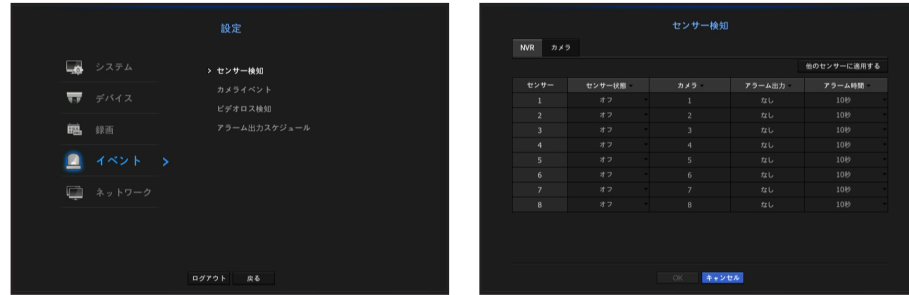 設定
システム
デバイス
録画
イベント >
ネットワーク
> センサー検知
カメライベント
ビデオロス検知
アラーム出力スケジュール
ログアウト 戻る
センサー検知
NVR カメラ
他のセンサーに適用する
センサー センサー状態 カメラ アラーム出力 アラーム時間
1 オフ 1 なし 10秒
2 オフ 2 なし 10秒
3 オフ 3 なし 10秒
4 オフ 4 なし 10秒
5 オフ 5 なし 10秒
6 オフ 6 なし 10秒
7 オフ 7 なし 10秒
8 オフ 8 なし 10秒
OK キャンセル